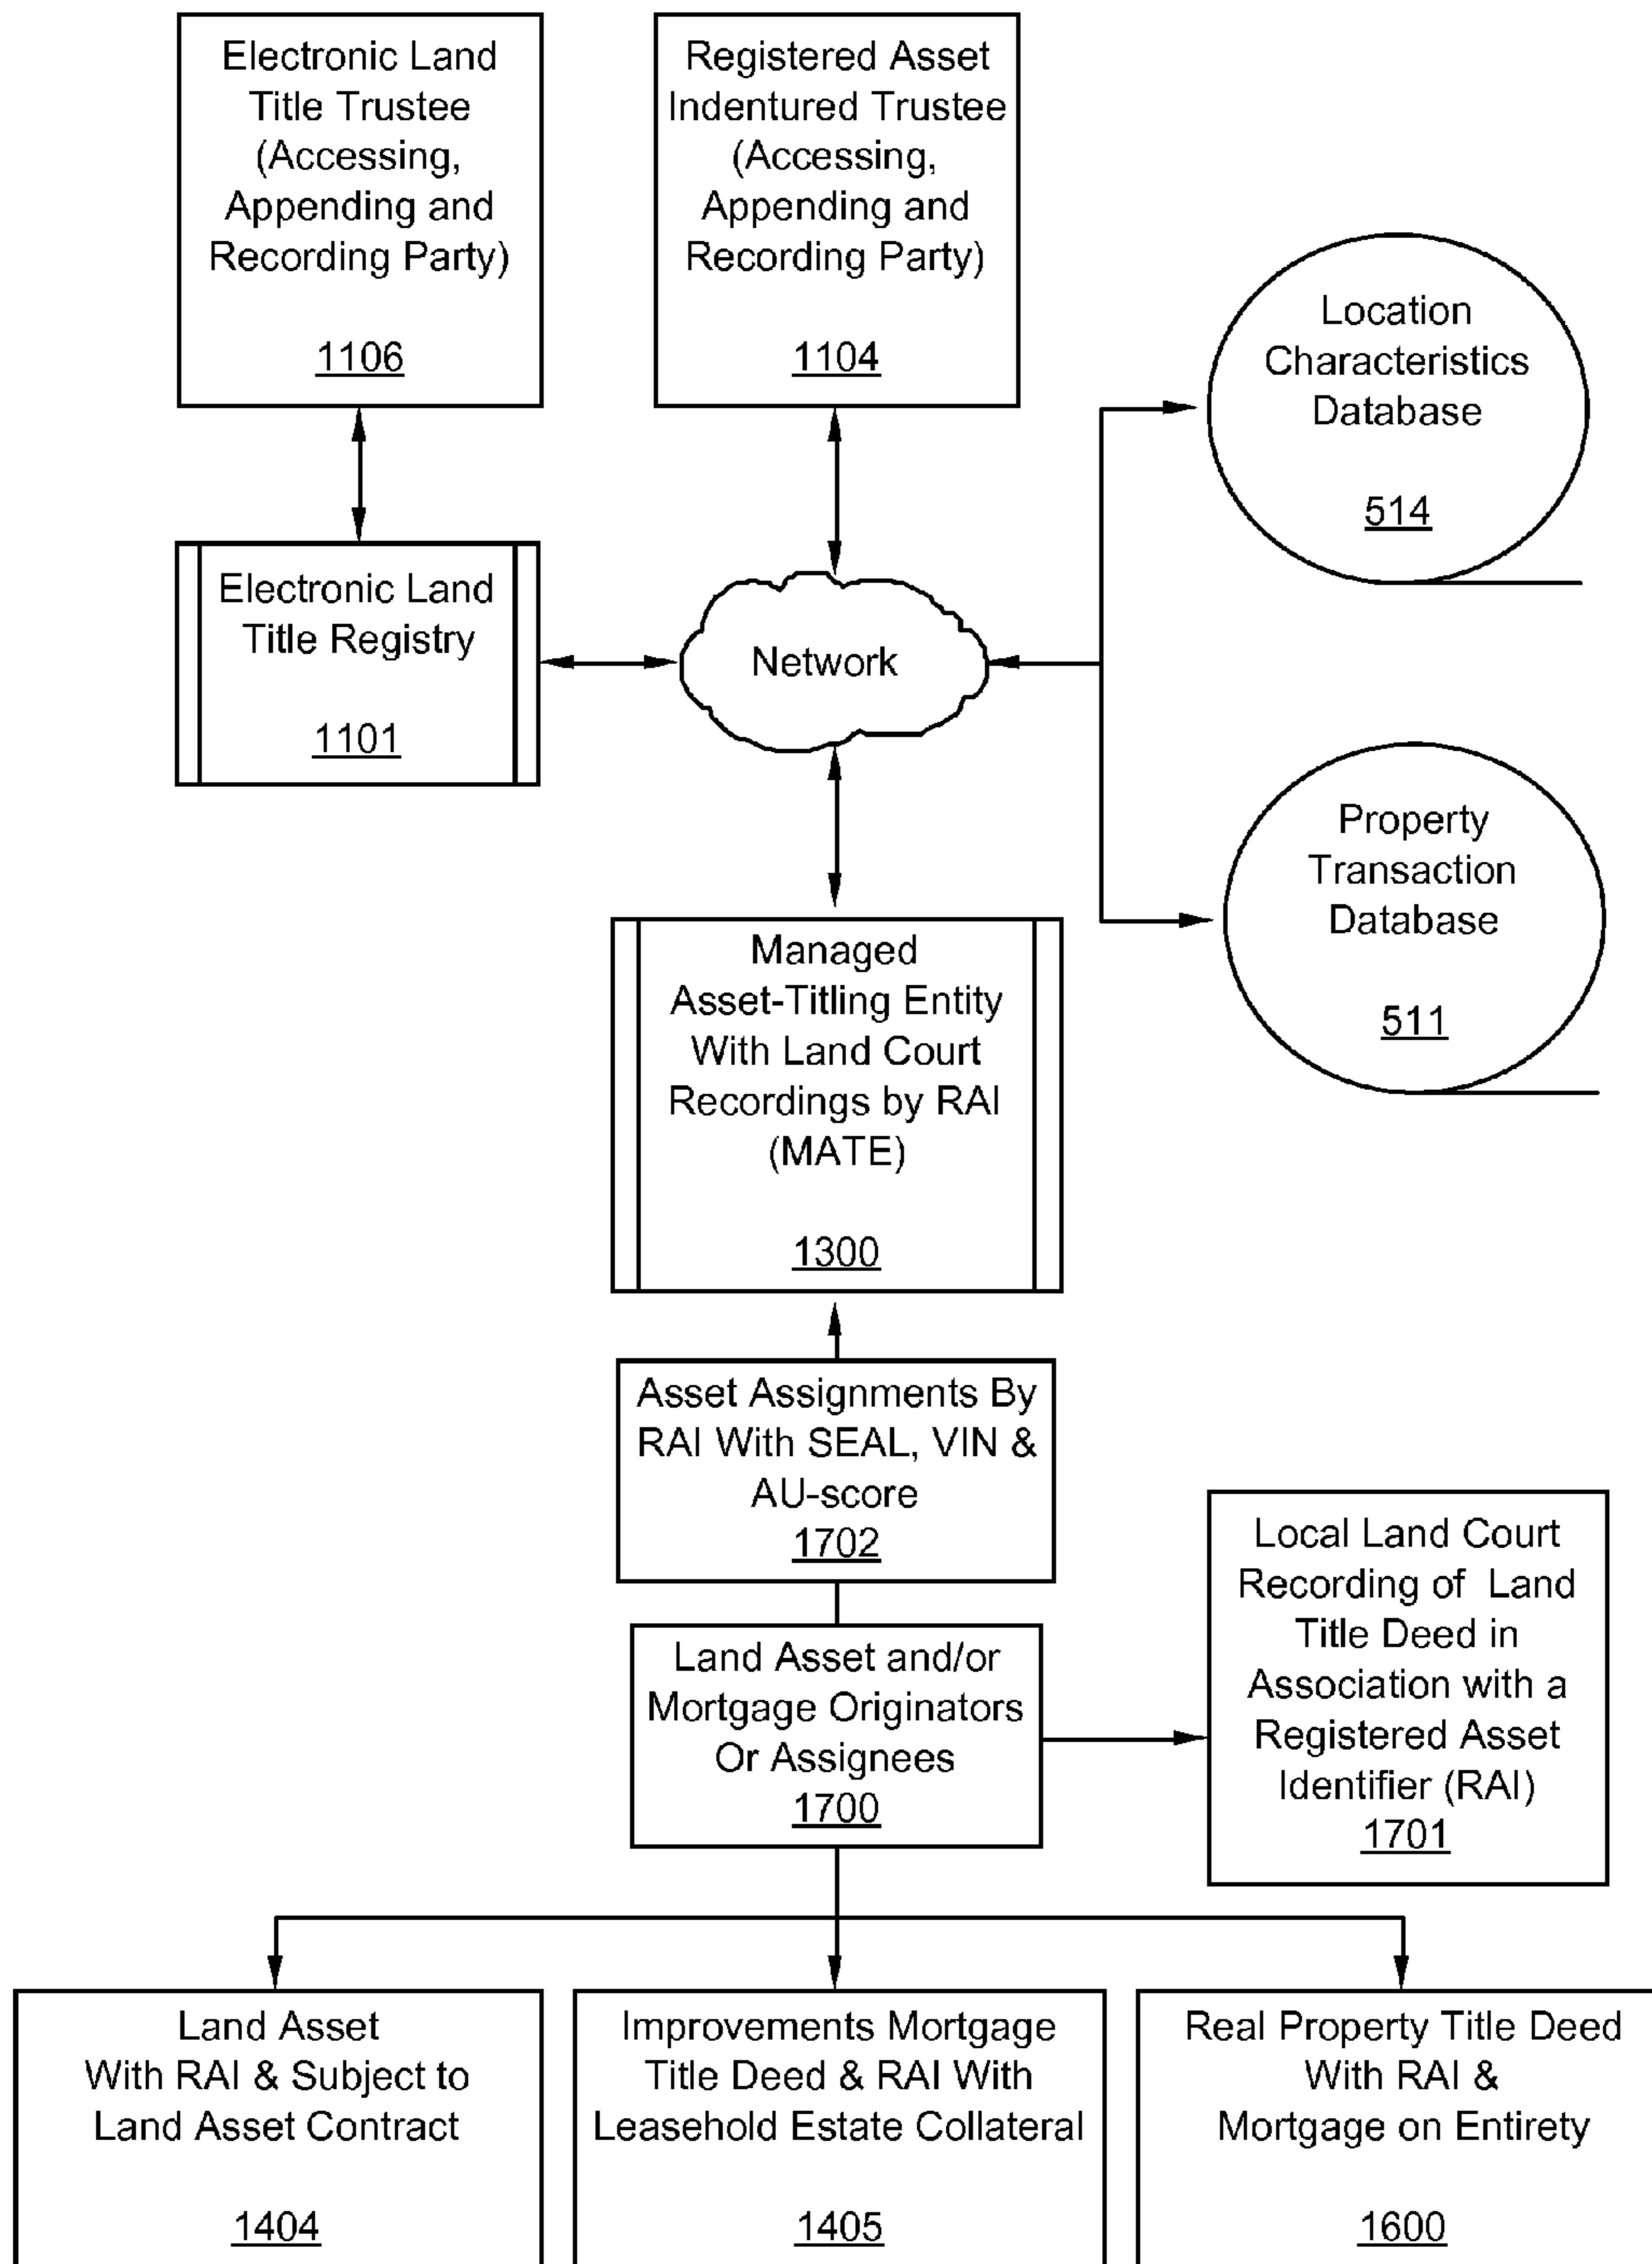 Electronic Land
Title Trustee
(Accessing,
Appending and
Recording Party)
1106
Registered Asset
Indentured Trustee
(Accessing,
Appending and
Recording Party)
1104
Location
Characteristics
Database
514
Electronic Land
Title Registry
1101
Network
Property
Transaction
Database
511
Managed
Asset-Titling Entity
With Land Court
Recordings by RAI
(MATE)
1300
Asset Assignments By
RAI With SEAL, VIN &
AU-score
1702
Land Asset and/or
Mortgage Originators
Or Assignees
1700
Local Land Court
Recording of Land
Title Deed in
Association with a
Registered Asset
Identifier (RAI)
1701
Land Asset
With RAI & Subject to
Land Asset Contract
1404
Improvements Mortgage
Title Deed & RAI With
Leasehold Estate Collateral
1405
Real Property Title Deed
With RAI &
Mortgage on Entirety
1600